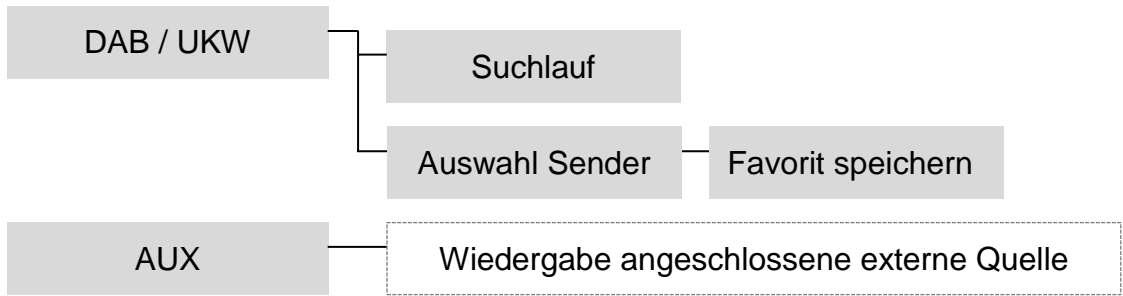 DAB / UKW
Suchlauf
Auswahl Sender
Favorit speichern
AUX
Wiedergabe angeschlossene externe Quelle